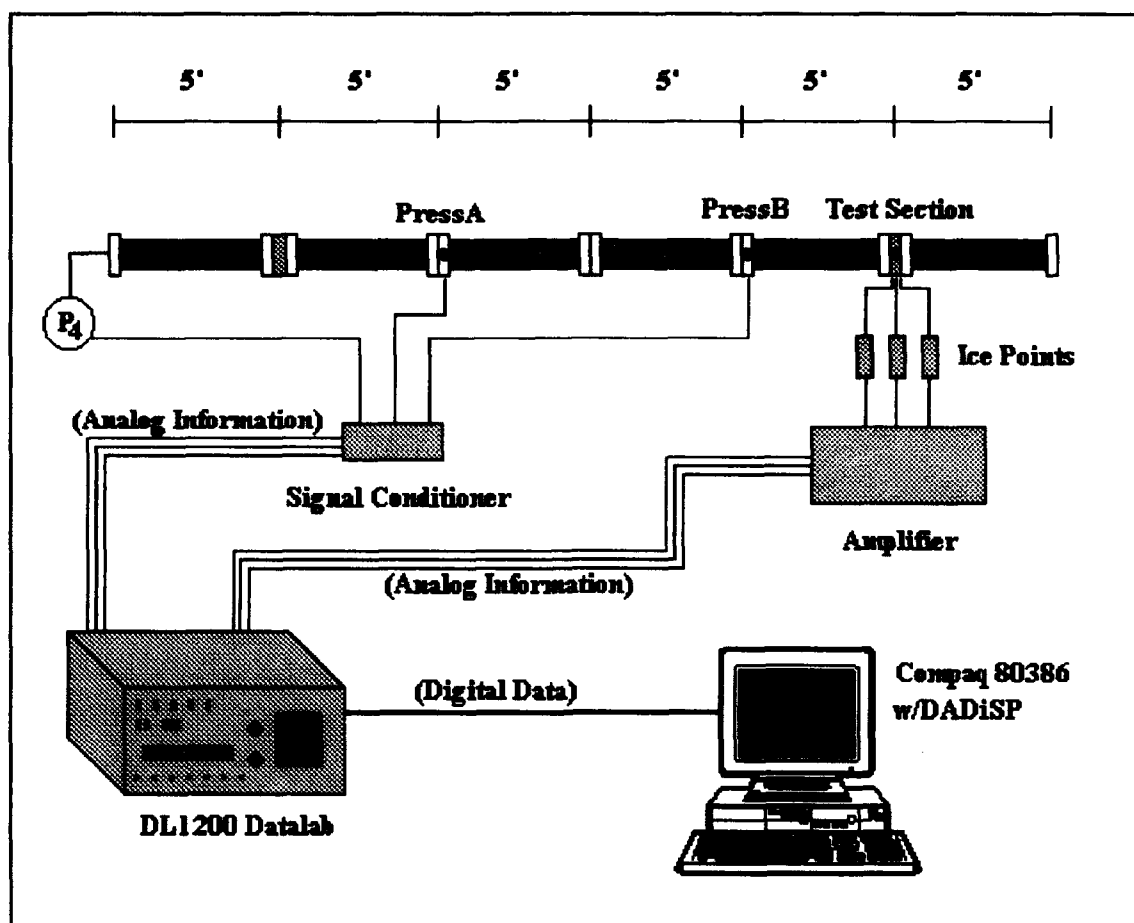 5' 5' 5' 5' 5' 5'
PressA PressB Test Section
P4
Ice Points
(Analog Information)
Signal Conditioner
Amplifier
(Analog Information)
(Digital Data)
Compaq 80386
w/DADiSP
DL1200 Datalab